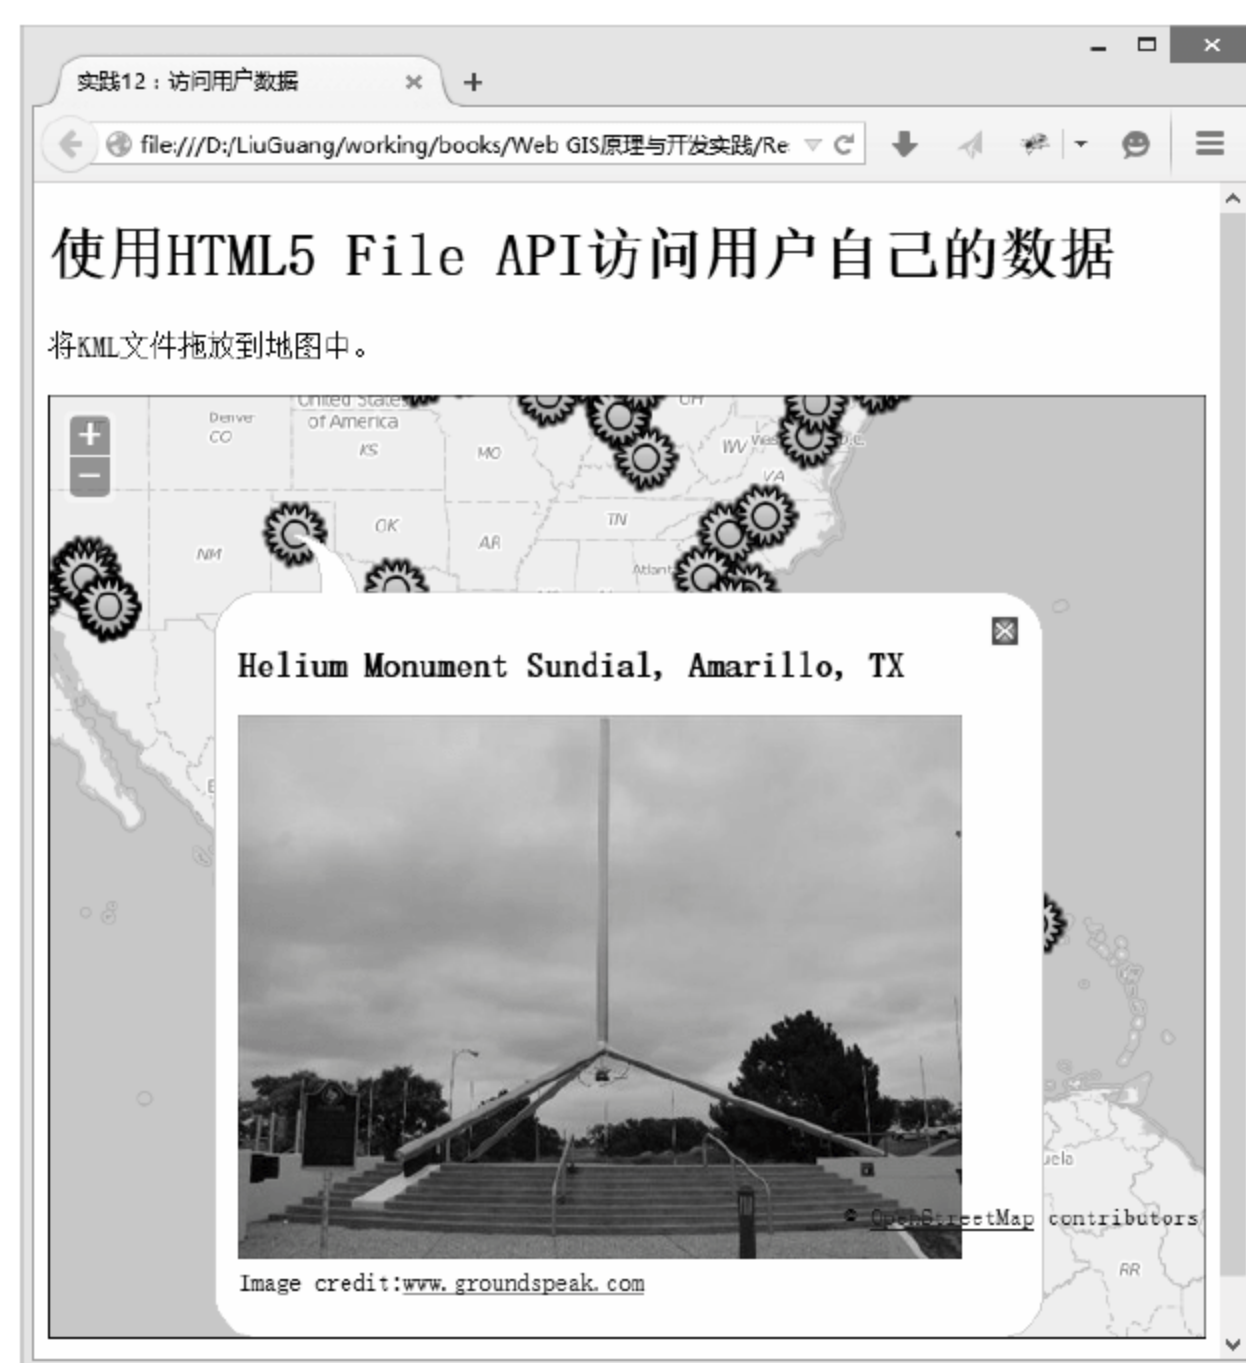 实践12：访问用户数据
file:///D:/LiuGuang/working/books/Web GIS原理与开发实践/Re
使用HTML5 File API访问用户自己的数据
将KML文件拖放到地图中。
United States
of America
Denver
CO
KS
MO
OH
WV
VA
OK
TN
NM
AR
Atlant
Helium Monument Sundial, Amarillo, TX
uela
© OpenStreetMap contributors
RR
Image credit:www.groundspeak.com